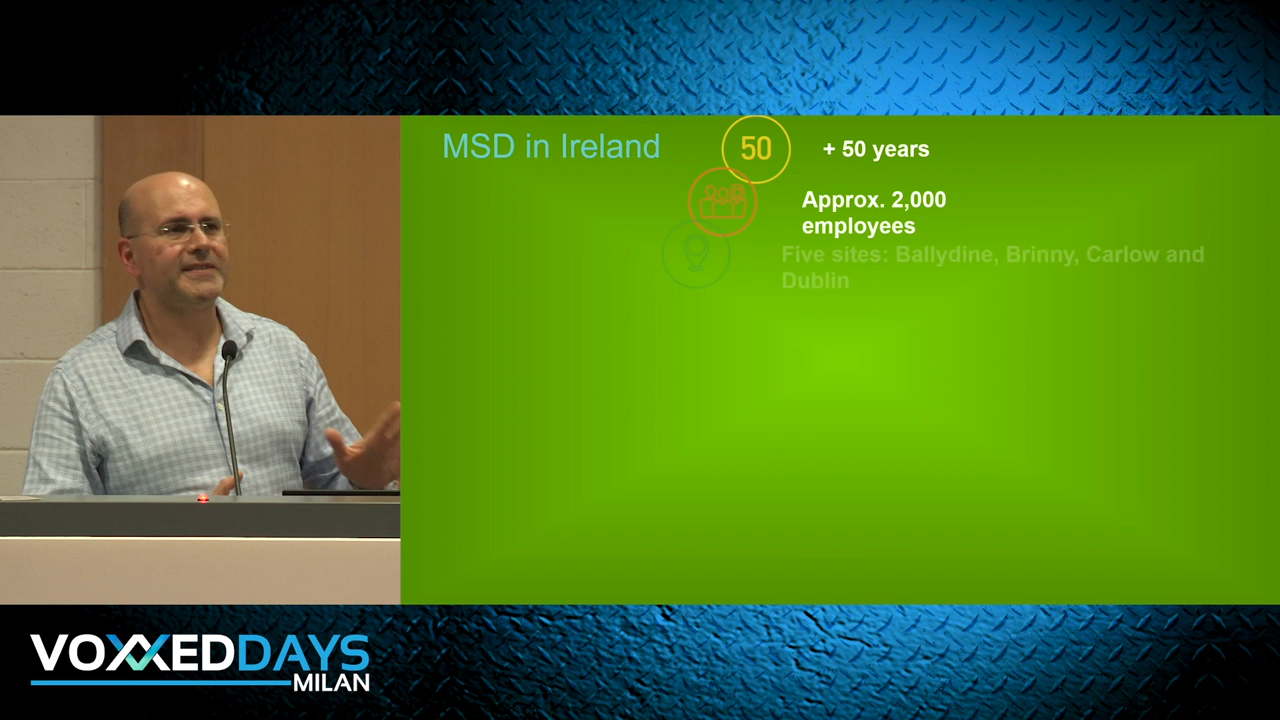 MSD in Ireland
50
+ 50 years
Approx. 2,000
employees
Five sites: Ballydine, Brinny, Carlow and
Dublin
VOXXEDDAYS
MILAN